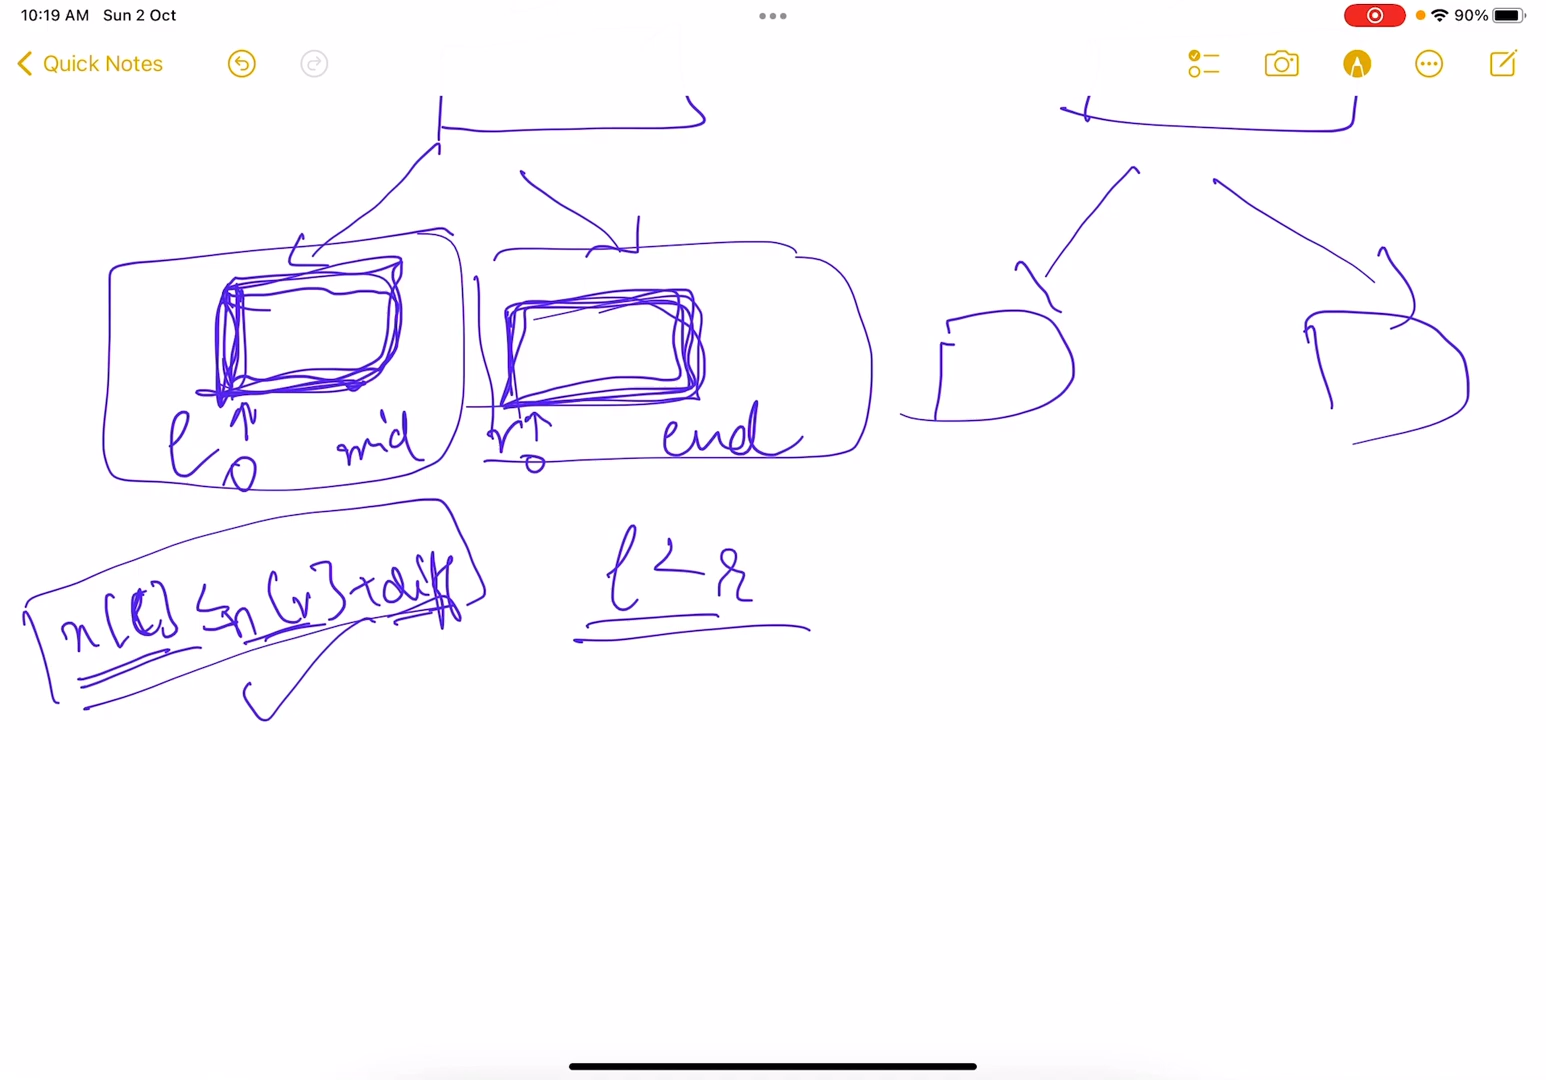 10:19 AM Sun 2 Oct
90%
Quick Notes
l mid r end
0 0
n[l] ≤ n[r] + diff
l < r